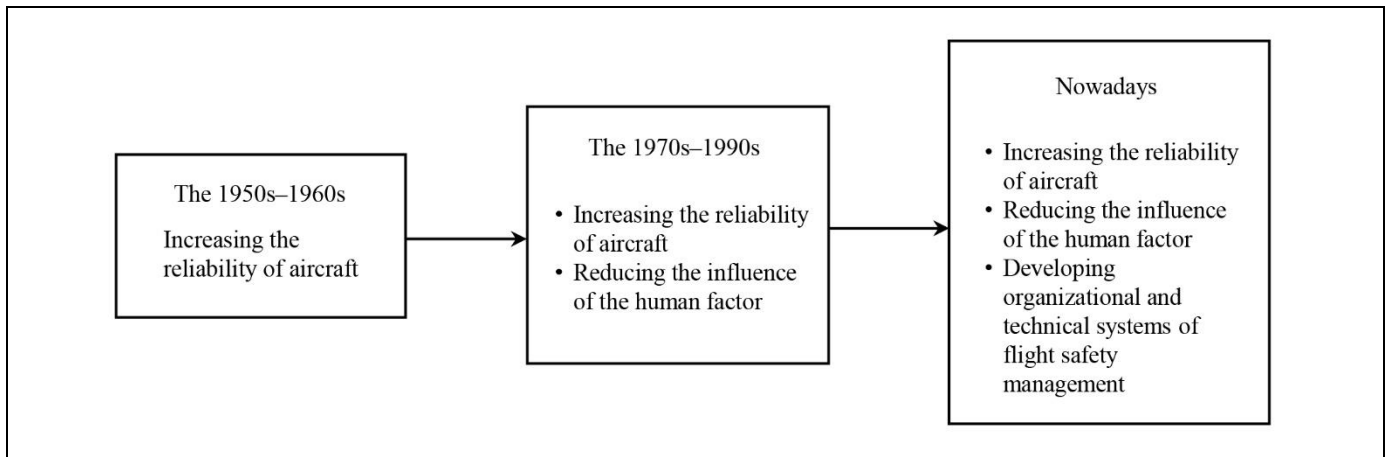 The 1950s–1960s
Increasing the
reliability of aircraft
The 1970s–1990s
• Increasing the reliability
of aircraft
• Reducing the influence
of the human factor
Nowadays
• Increasing the reliability
of aircraft
• Reducing the influence
of the human factor
• Developing
organizational and
technical systems of
flight safety
management